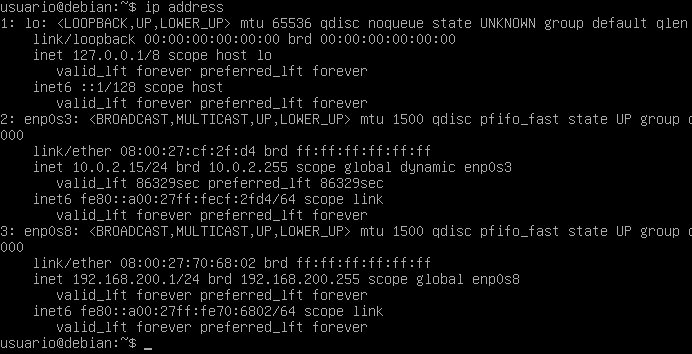 usuario@debian:~$ ip address
1: lo: <LOOPBACK,UP,LOWER_UP> mtu 65536 qdisc noqueue state UNKNOWN group default qlen
    link/loopback 00:00:00:00:00:00 brd 00:00:00:00:00:00
    inet 127.0.0.1/8 scope host lo
       valid_lft forever preferred_lft forever
    inet6 ::1/128 scope host
       valid_lft forever preferred_lft forever
2: enp0s3: <BROADCAST,MULTICAST,UP,LOWER_UP> mtu 1500 qdisc pfifo_fast state UP group d
000
    link/ether 08:00:27:cf:2f:d4 brd ff:ff:ff:ff:ff:ff
    inet 10.0.2.15/24 brd 10.0.2.255 scope global dynamic enp0s3
       valid_lft 86329sec preferred_lft 86329sec
    inet6 fe80::a00:27ff:fecf:2fd4/64 scope link
       valid_lft forever preferred_lft forever
3: enp0s8: <BROADCAST,MULTICAST,UP,LOWER_UP> mtu 1500 qdisc pfifo_fast state UP group d
000
    link/ether 08:00:27:70:68:02 brd ff:ff:ff:ff:ff:ff
    inet 192.168.200.1/24 brd 192.168.200.255 scope global enp0s8
       valid_lft forever preferred_lft forever
    inet6 fe80::a00:27ff:fe70:6802/64 scope link
       valid_lft forever preferred_lft forever
usuario@debian:~$ _